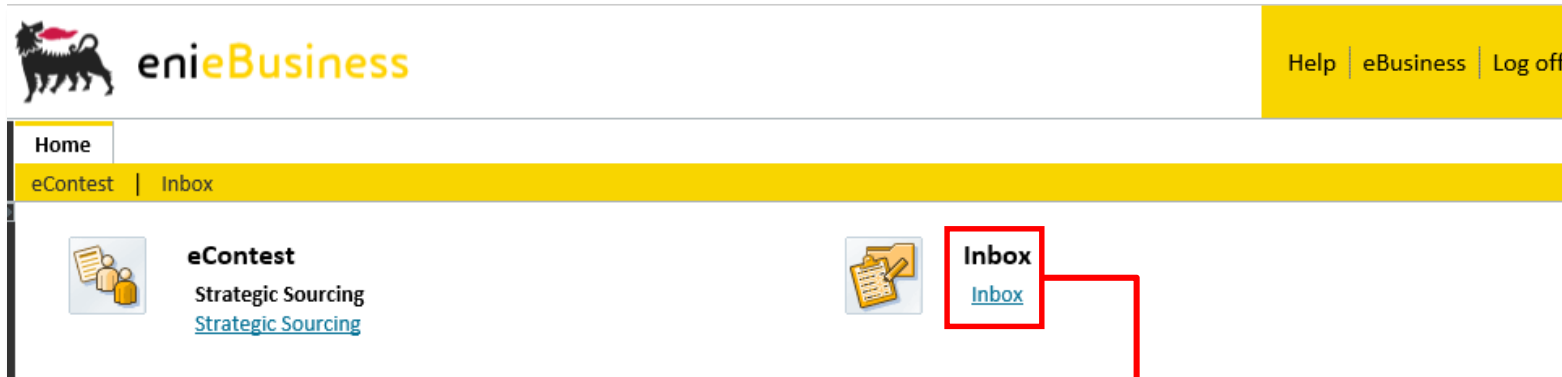 enieBusiness
Help | eBusiness | Log off
Home
eContest | Inbox
eContest
Strategic Sourcing
Strategic Sourcing
Inbox
Inbox